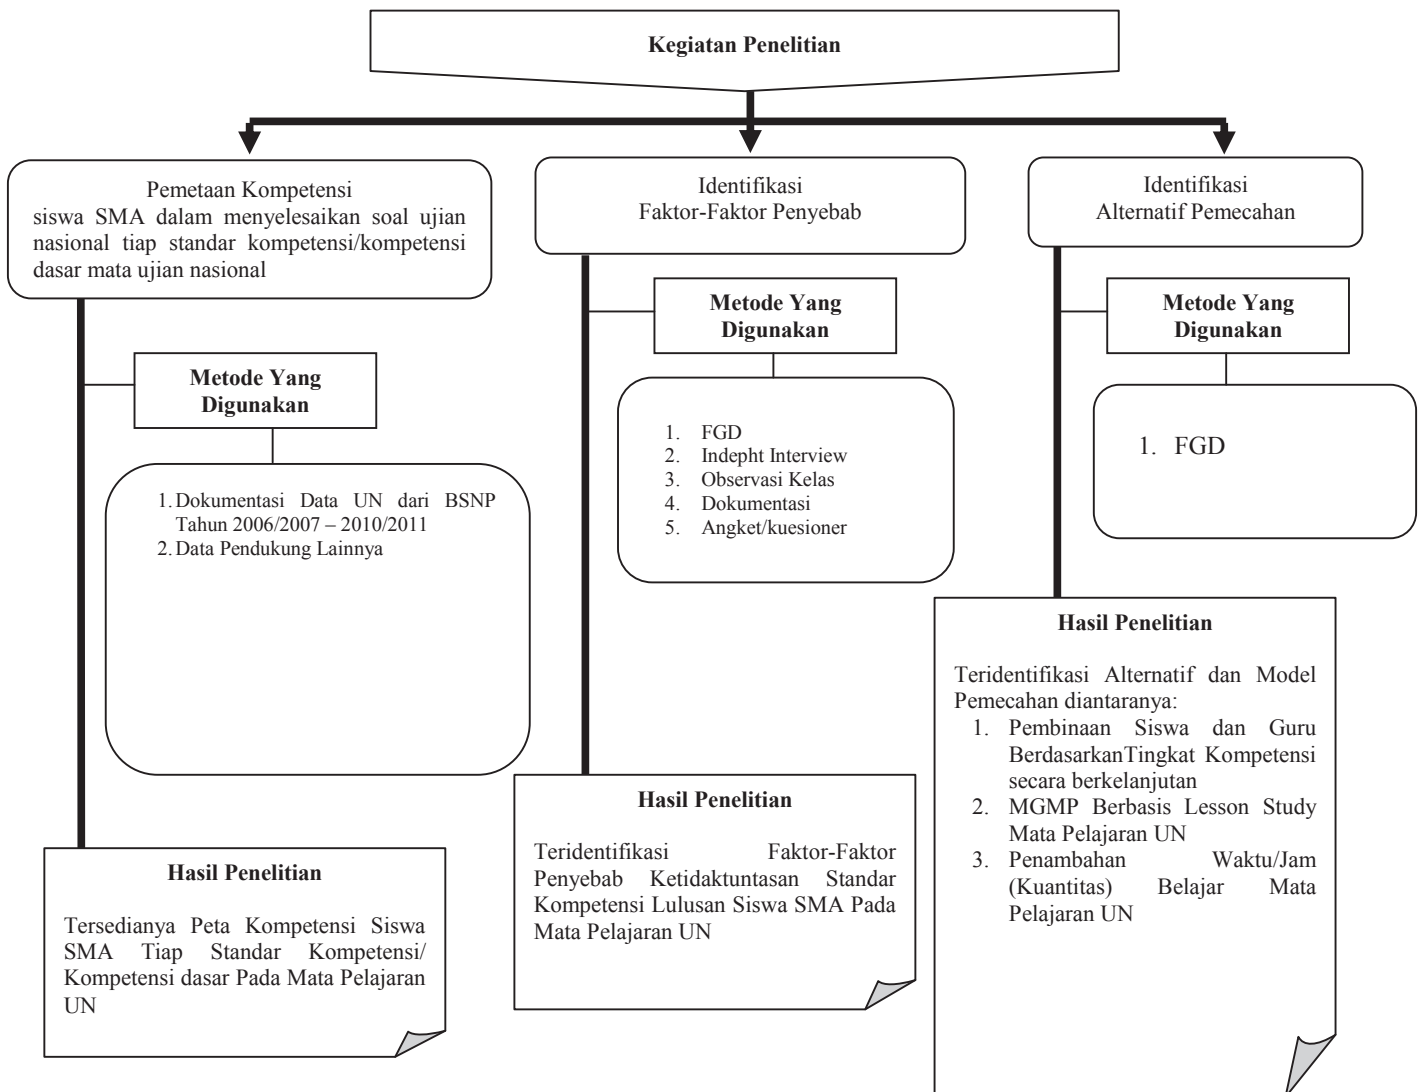 Kegiatan Penelitian
Pemetaan Kompetensi
siswa SMA dalam menyelesaikan soal ujian
nasional tiap standar kompetensi/kompetensi
dasar mata ujian nasional
Metode Yang
Digunakan
1. Dokumentasi Data UN dari BSNP
Tahun 2006/2007 – 2010/2011
2. Data Pendukung Lainnya
Hasil Penelitian
Tersedianya Peta Kompetensi Siswa
SMA Tiap Standar Kompetensi/
Kompetensi dasar Pada Mata Pelajaran
UN
Identifikasi
Faktor-Faktor Penyebab
Metode Yang
Digunakan
1. FGD
2. Indepht Interview
3. Observasi Kelas
4. Dokumentasi
5. Angket/kuesioner
Hasil Penelitian
Teridentifikasi Faktor-Faktor
Penyebab Ketidaktuntasan Standar
Kompetensi Lulusan Siswa SMA Pada
Mata Pelajaran UN
Identifikasi
Alternatif Pemecahan
Metode Yang
Digunakan
1. FGD
Hasil Penelitian
Teridentifikasi Alternatif dan Model
Pemecahan diantaranya:
1. Pembinaan Siswa dan Guru
BerdasarkanTingkat Kompetensi
secara berkelanjutan
2. MGMP Berbasis Lesson Study
Mata Pelajaran UN
3. Penambahan Waktu/Jam
(Kuantitas) Belajar Mata
Pelajaran UN